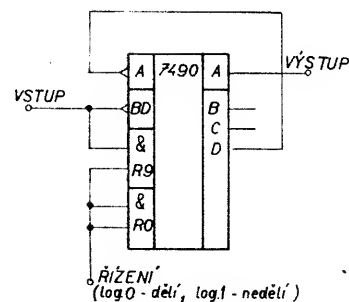 A 7490 A VÝSTUP
VSTUP BD B
C
& D
R9
&
R0
ŘÍZENÍ
(log.0 - dělí, log.1 - nedělí)